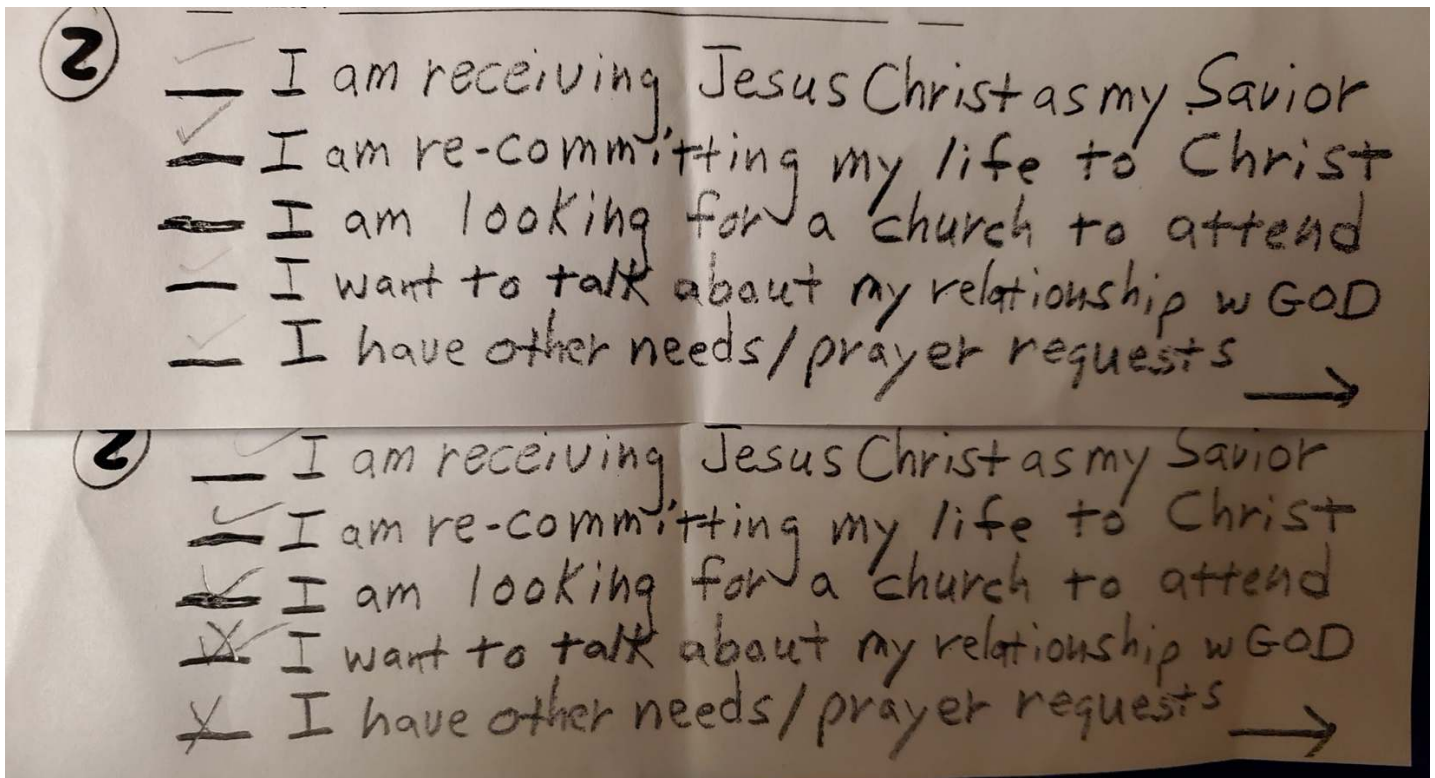 ② ✓ I am receiving Jesus Christ as my Savior
✓ I am re-committing my life to Christ
I am looking for a church to attend
✓ I want to talk about my relationship w GOD
✓ I have other needs/prayer requests →
② ✓ I am receiving Jesus Christ as my Savior
✓ I am re-committing my life to Christ
✓ I am looking for a church to attend
X✓ I want to talk about my relationship w GOD
X I have other needs/prayer requests →